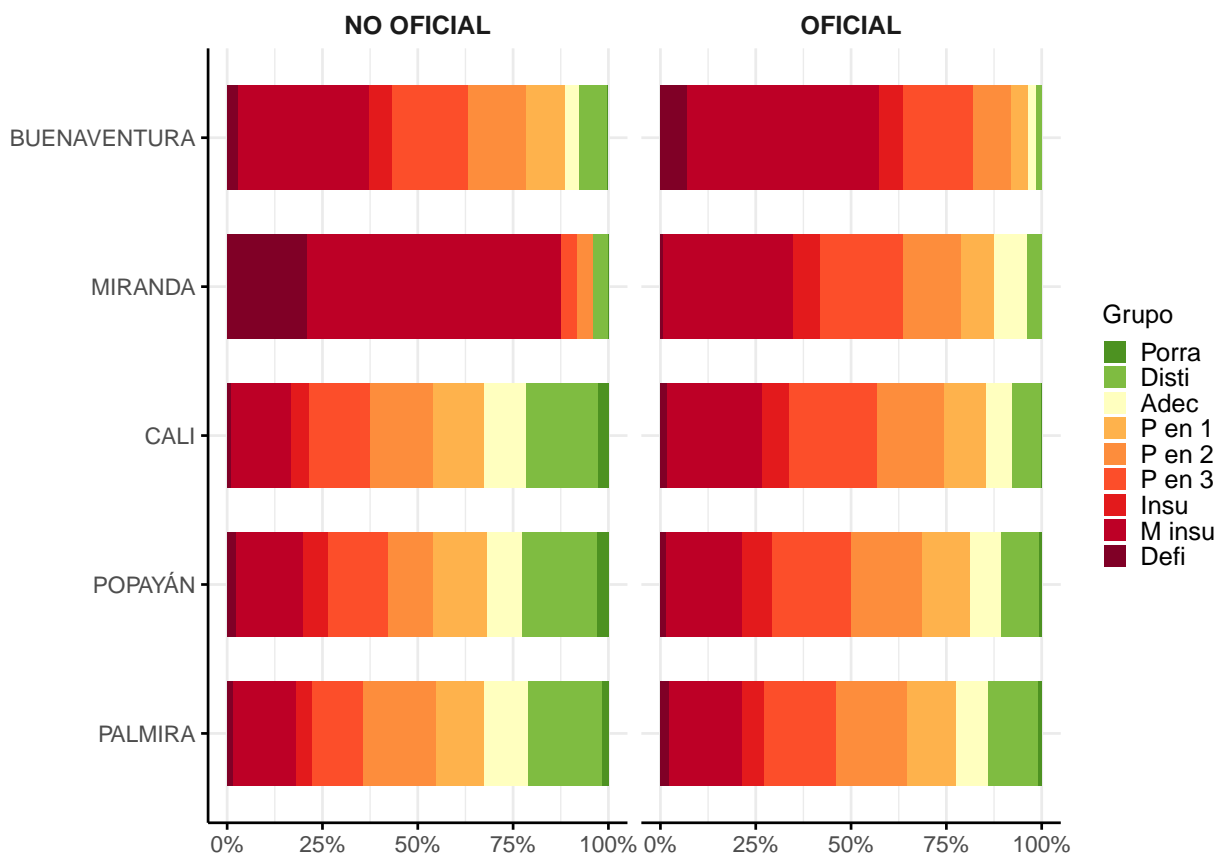 NO OFICIAL
OFICIAL
BUENAVENTURA
MIRANDA
CALI
POPAYÁN
PALMIRA
0%
25%
50%
75%
100%
0%
25%
50%
75%
100%
Grupo
Porra
Disti
Adec
P en 1
P en 2
P en 3
Insu
M insu
Defi